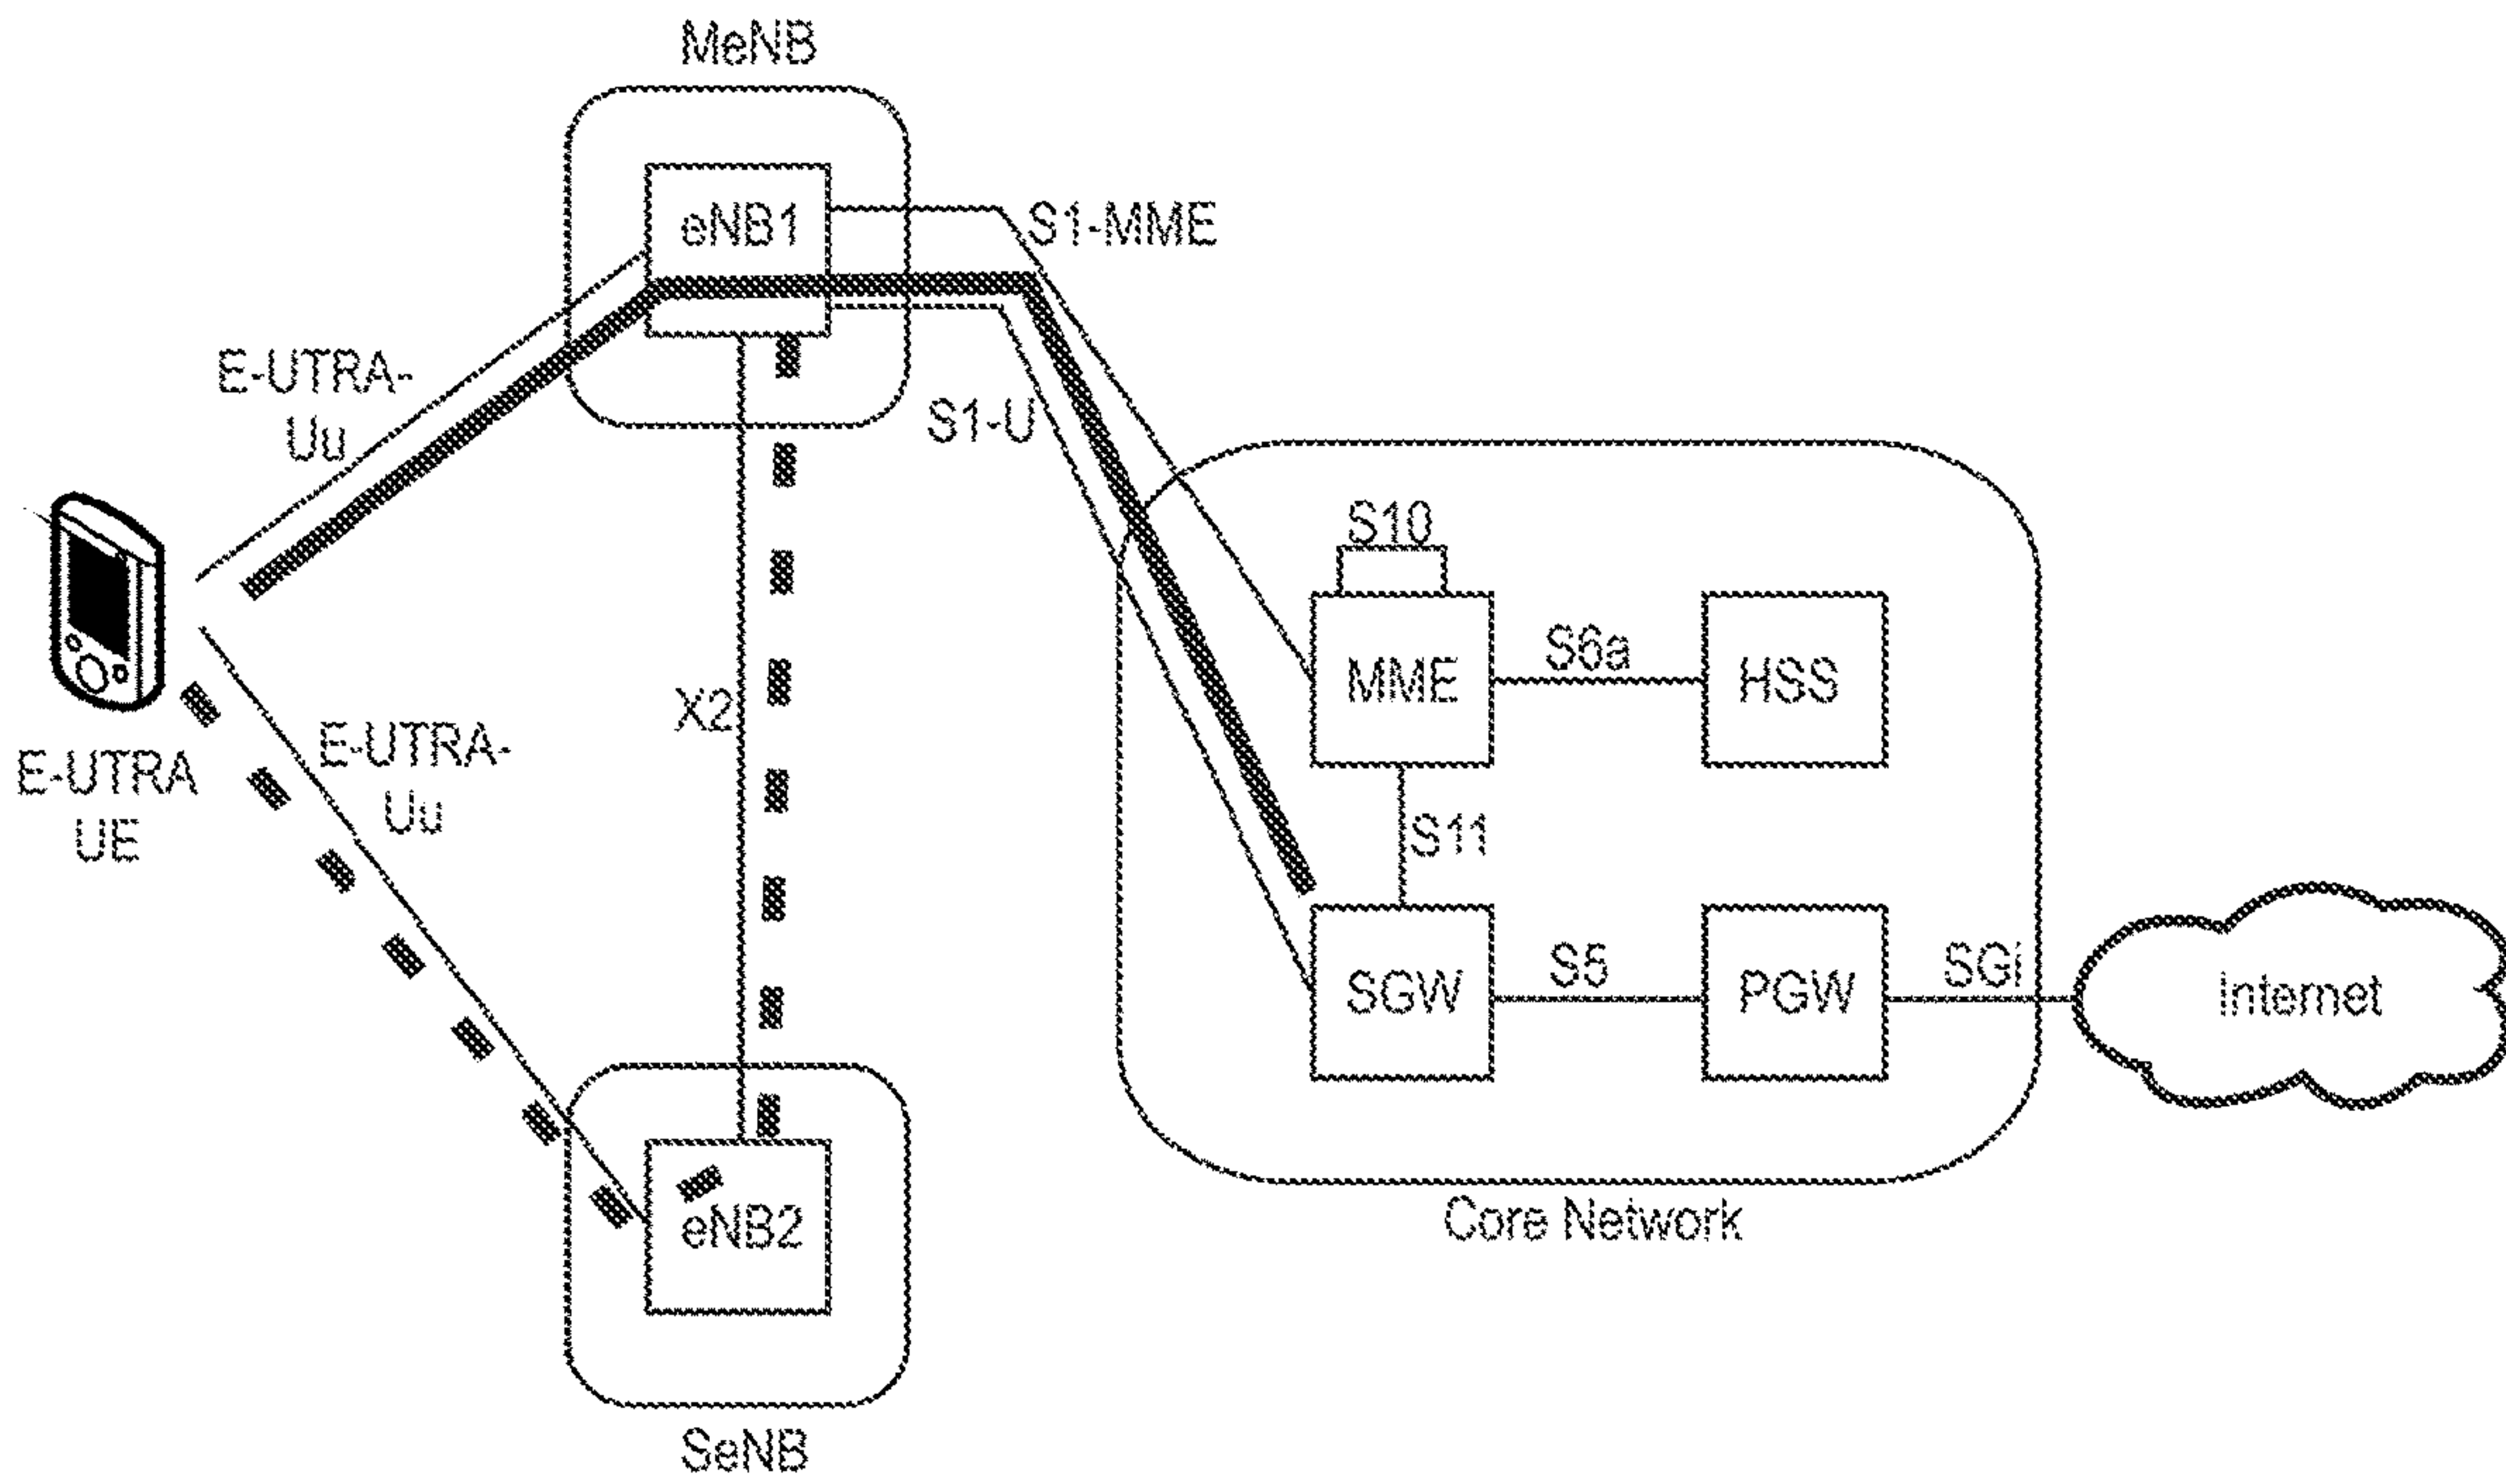 MeNB
eNB1
S1-MME
E-UTRA-
Uu
S1-U
S10
MME
S6a
HSS
X2
E-UTRA-
Uu
E-UTRA
UE
S11
SGW
S5
PGW
SGi
Internet
eNB2
Core Network
SeNB